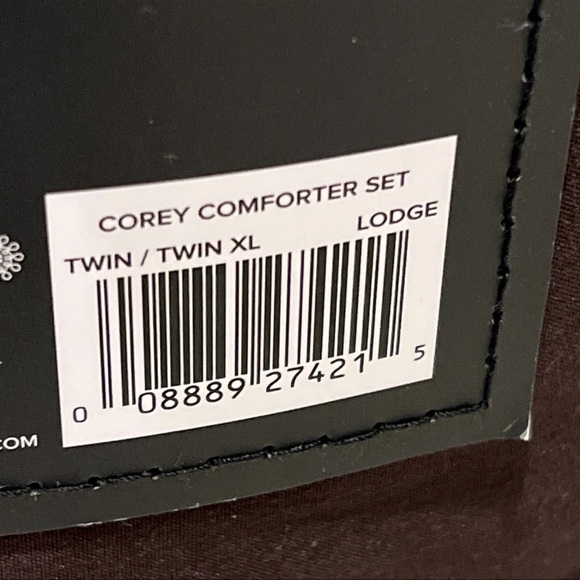 COREY COMFORTER SET
TWIN / TWIN XL LODGE
0 08889 27421 5
COM